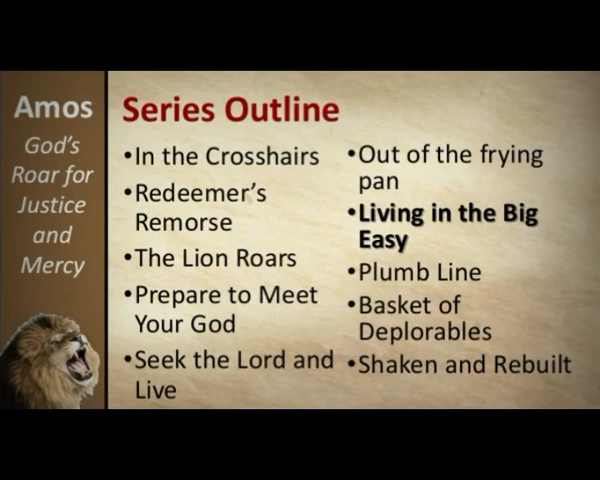 Amos
God's
Roar for
Justice
and
Mercy
Series Outline
•In the Crosshairs
•Redeemer's
Remorse
•The Lion Roars
•Prepare to Meet
Your God
•Seek the Lord and
Live
•Out of the frying
pan
•Living in the Big
Easy
•Plumb Line
•Basket of
Deplorables
•Shaken and Rebuilt